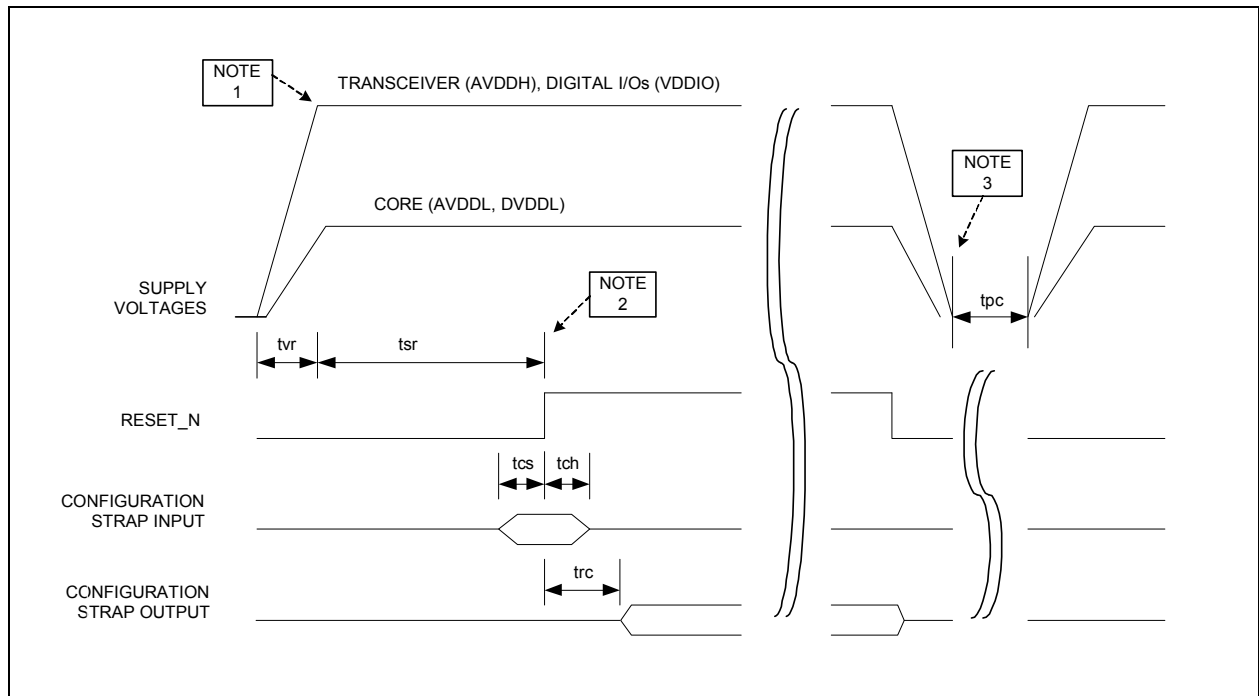 NOTE
1
TRANSCEIVER (AVDDH), DIGITAL I/Os (VDDIO)
NOTE
3
CORE (AVDDL, DVDDL)
SUPPLY
VOLTAGES
NOTE
2
tpc
tvr
tsr
RESET_N
tcs
tch
CONFIGURATION
STRAP INPUT
trc
CONFIGURATION
STRAP OUTPUT